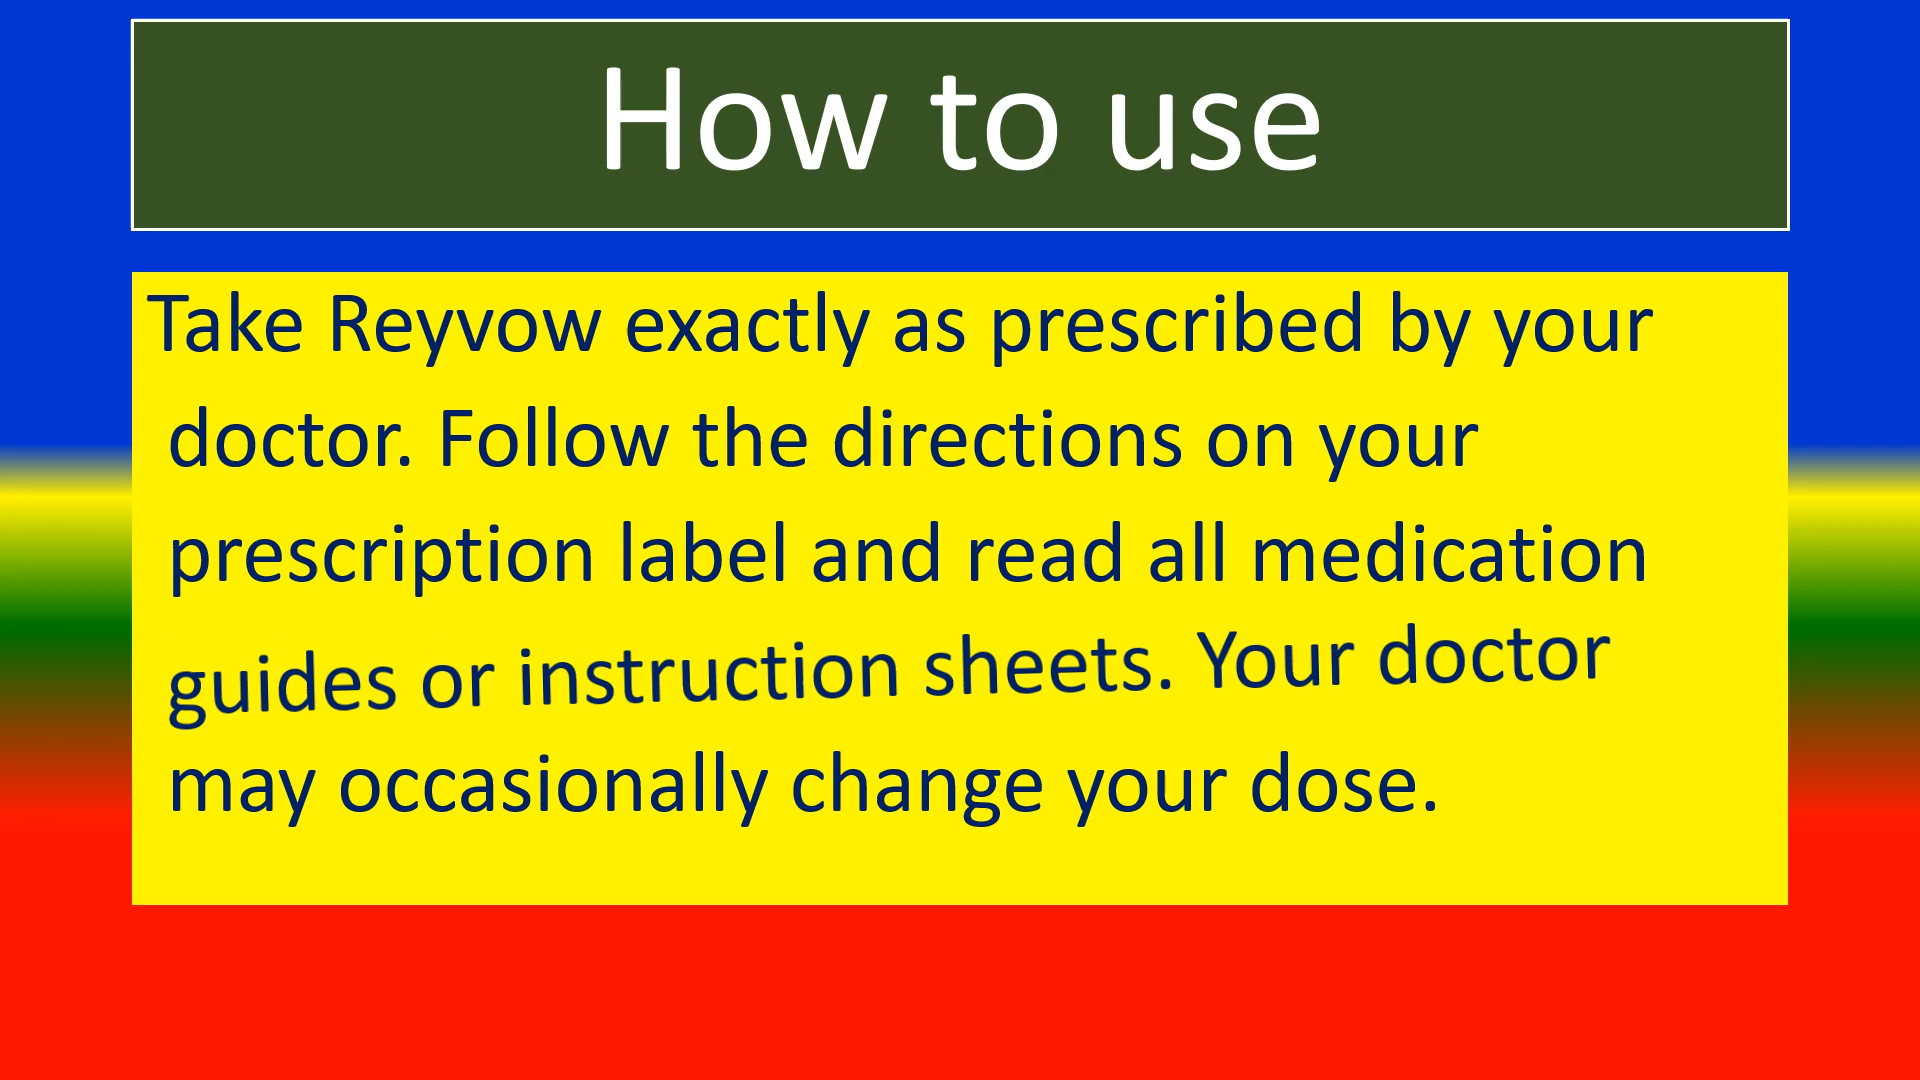 How to use
Take Reyvow exactly as prescribed by your
doctor. Follow the directions on your
prescription label and read all medication
guides or instruction sheets. Your doctor
may occasionally change your dose.